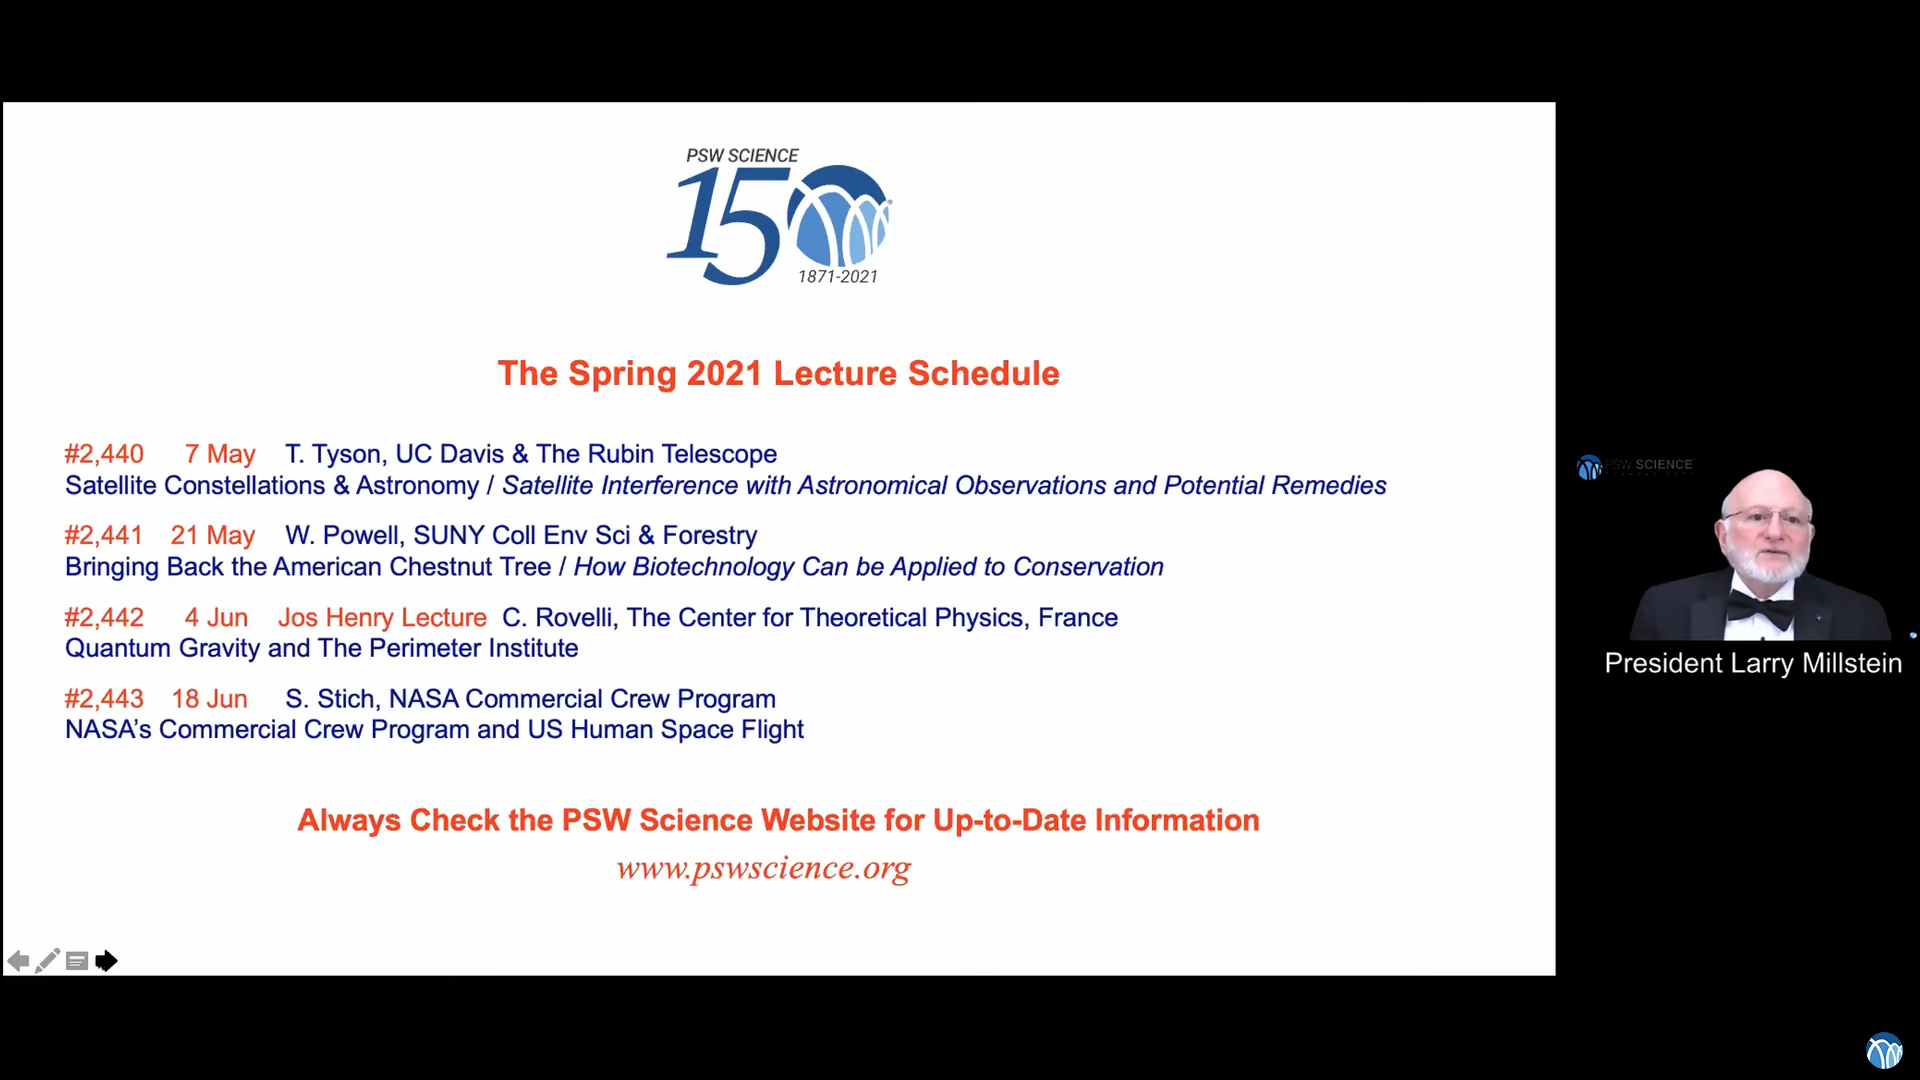 PSW SCIENCE
150
1871-2021
The Spring 2021 Lecture Schedule
#2,440 7 May T. Tyson, UC Davis & The Rubin Telescope
Satellite Constellations & Astronomy / Satellite Interference with Astronomical Observations and Potential Remedies
#2,441 21 May W. Powell, SUNY Coll Env Sci & Forestry
Bringing Back the American Chestnut Tree / How Biotechnology Can be Applied to Conservation
#2,442 4 Jun Jos Henry Lecture C. Rovelli, The Center for Theoretical Physics, France
Quantum Gravity and The Perimeter Institute
#2,443 18 Jun S. Stich, NASA Commercial Crew Program
NASA’s Commercial Crew Program and US Human Space Flight
Always Check the PSW Science Website for Up-to-Date Information
www.pswscience.org
PSW SCIENCE
President Larry Millstein